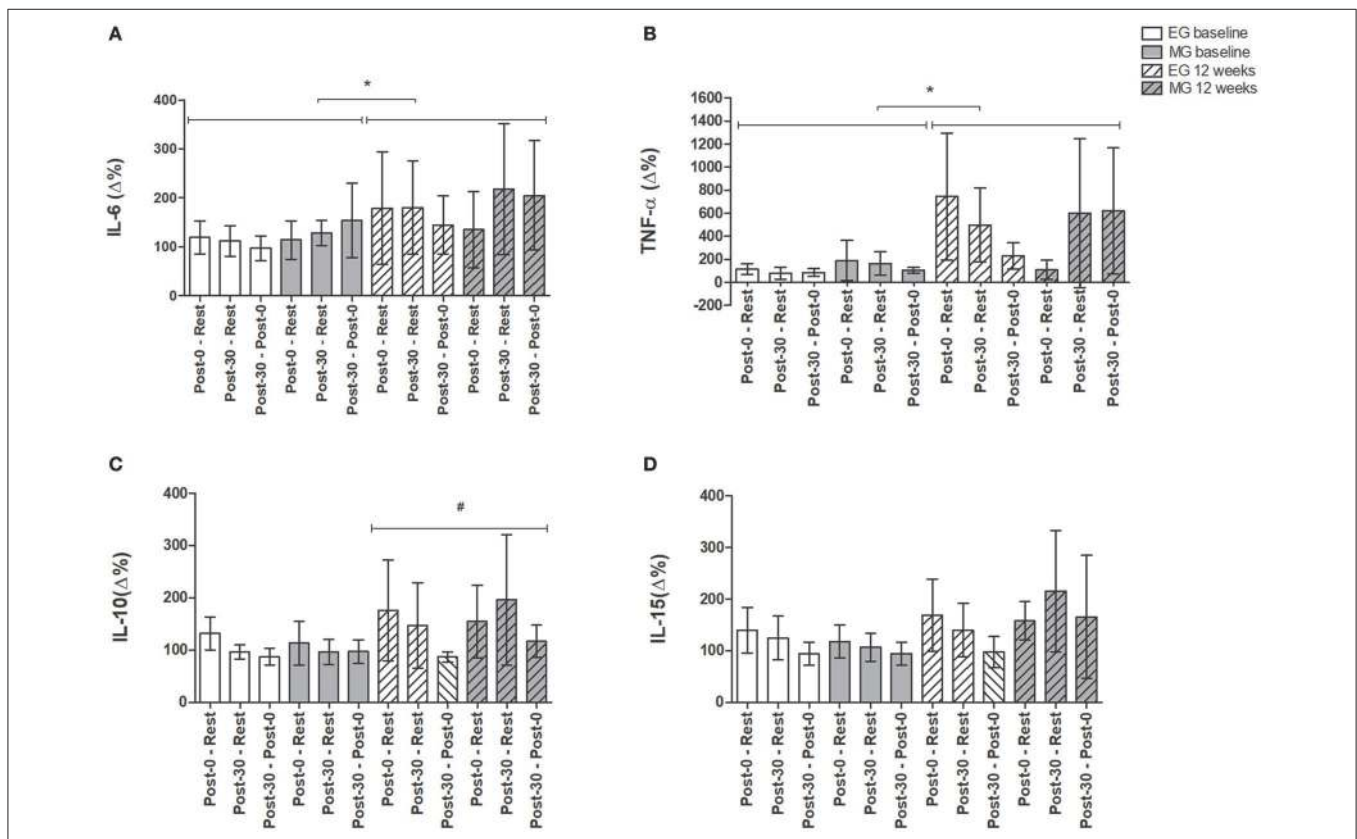 A
IL-6 (Δ%)
400
300
200
100
0
*
Post-0 - Rest
Post-30 - Rest
Post-30 - Post-0
Post-0 - Rest
Post-30 - Rest
Post-30 - Post-0
Post-0 - Rest
Post-30 - Rest
Post-30 - Post-0
Post-0 - Rest
Post-30 - Rest
Post-30 - Post-0
B
TNF-α (Δ%)
1600
1400
1200
1000
800
600
400
200
0
-200
*
Post-0 - Rest
Post-30 - Rest
Post-30 - Post-0
Post-0 - Rest
Post-30 - Rest
Post-30 - Post-0
Post-0 - Rest
Post-30 - Rest
Post-30 - Post-0
Post-0 - Rest
Post-30 - Rest
Post-30 - Post-0
EG baseline
MG baseline
EG 12 weeks
MG 12 weeks
C
IL-10(Δ%)
400
300
200
100
0
#
Post-0 - Rest
Post-30 - Rest
Post-30 - Post-0
Post-0 - Rest
Post-30 - Rest
Post-30 - Post-0
Post-0 - Rest
Post-30 - Rest
Post-30 - Post-0
Post-0 - Rest
Post-30 - Rest
Post-30 - Post-0
D
IL-15(Δ%)
400
300
200
100
0
Post-0 - Rest
Post-30 - Rest
Post-30 - Post-0
Post-0 - Rest
Post-30 - Rest
Post-30 - Post-0
Post-0 - Rest
Post-30 - Rest
Post-30 - Post-0
Post-0 - Rest
Post-30 - Rest
Post-30 - Post-0